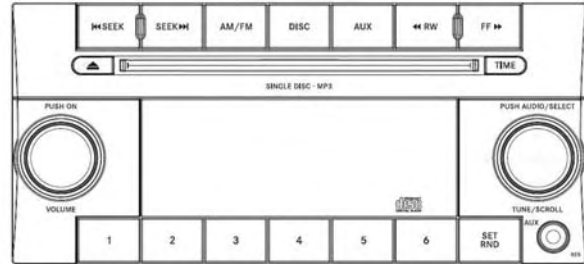 ⏮ SEEK SEEK ⏭ AM/FM DISC AUX ◀◀ RW FF ▶▶
TIME
SINGLE DISC · MP3
PUSH ON PUSH AUDIO/SELECT
VOLUME TUNE/SCROLL
1 2 3 4 5 6 SET RND AUX